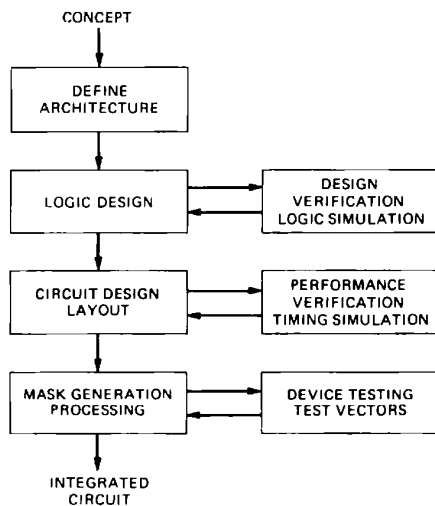 CONCEPT
DEFINE
ARCHITECTURE
LOGIC DESIGN
DESIGN
VERIFICATION
LOGIC SIMULATION
CIRCUIT DESIGN
LAYOUT
PERFORMANCE
VERIFICATION
TIMING SIMULATION
MASK GENERATION
PROCESSING
DEVICE TESTING
TEST VECTORS
INTEGRATED
CIRCUIT